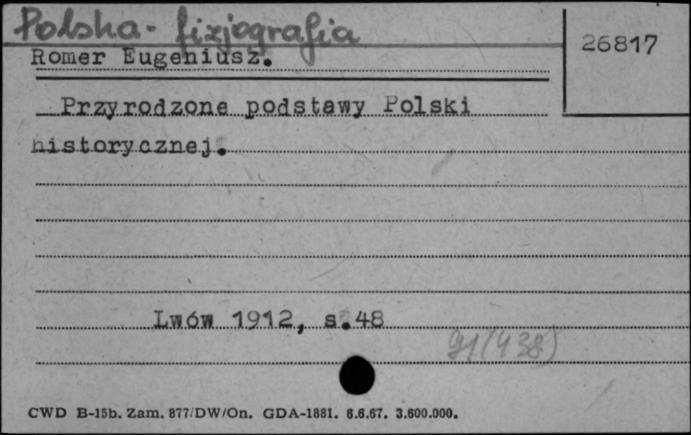 Polska - fizjografia
Romer Eugeniusz.
26817
Przyrodzone podstawy Polski
historycznej.
Lwów 1912, s.48
91(438)
CWD B-15b. Zam. 877/DW/On. GDA-1881. 6.6.67. 3.600.000.